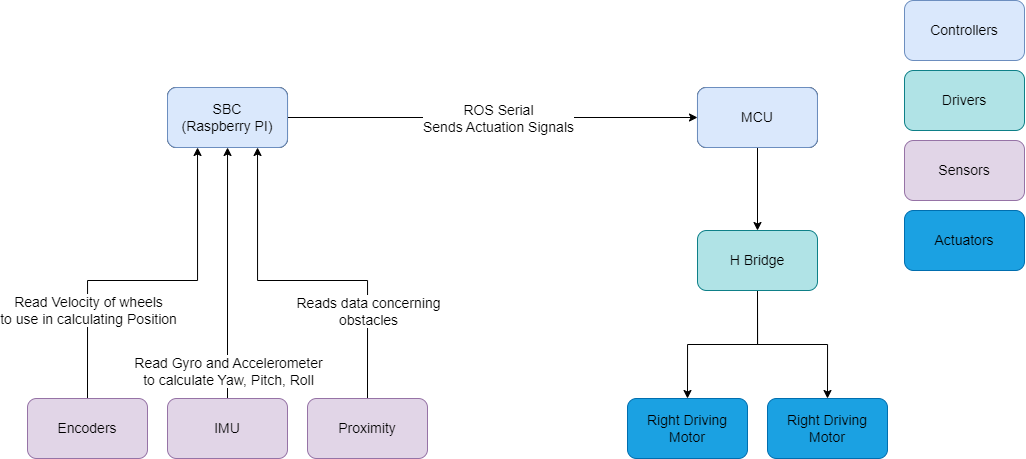 Controllers
SBC
(Raspberry PI)
ROS Serial
Sends Actuation Signals
MCU
Drivers
Sensors
Actuators
H Bridge
Read Velocity of wheels
to use in calculating Position
Reads data concerning
obstacles
Read Gyro and Accelerometer
to calculate Yaw, Pitch, Roll
Encoders
IMU
Proximity
Right Driving
Motor
Right Driving
Motor